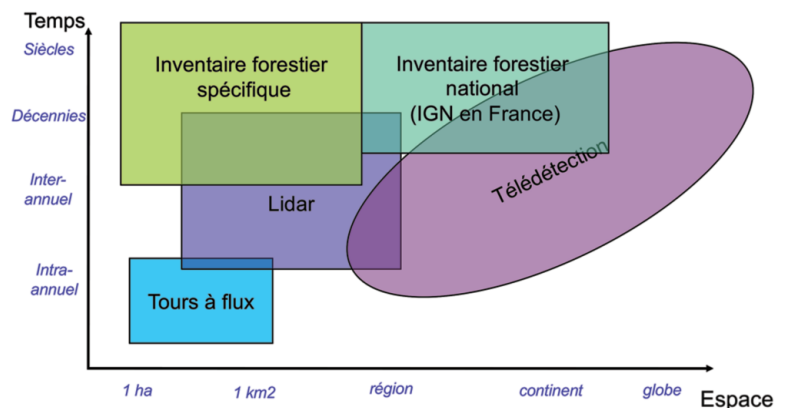 Temps
Siècles
Décennies
Inter-
annuel
Intra-
annuel
Inventaire forestier
spécifique
Inventaire forestier
national
(IGN en France)
Télédétection
Lidar
Tours à flux
1 ha
1 km2
région
continent
globe
Espace